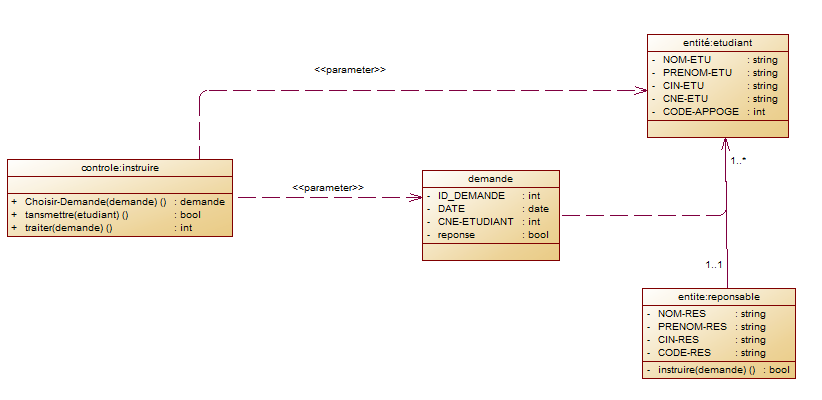 entité:etudiant
- NOM-ETU : string
- PRENOM-ETU : string
- CIN-ETU : string
- CNE-ETU : string
- CODE-APPOGE : int
<<parameter>>
1..*
controle:instruire
+ Choisir-Demande(demande) () : demande
+ tansmettre(etudiant) () : bool
+ traiter(demande) () : int
<<parameter>>
demande
- ID_DEMANDE : int
- DATE : date
- CNE-ETUDIANT : int
- reponse : bool
1..1
entite:reponsable
- NOM-RES : string
- PRENOM-RES : string
- CIN-RES : string
- CODE-RES : string
- instruire(demande) () : bool